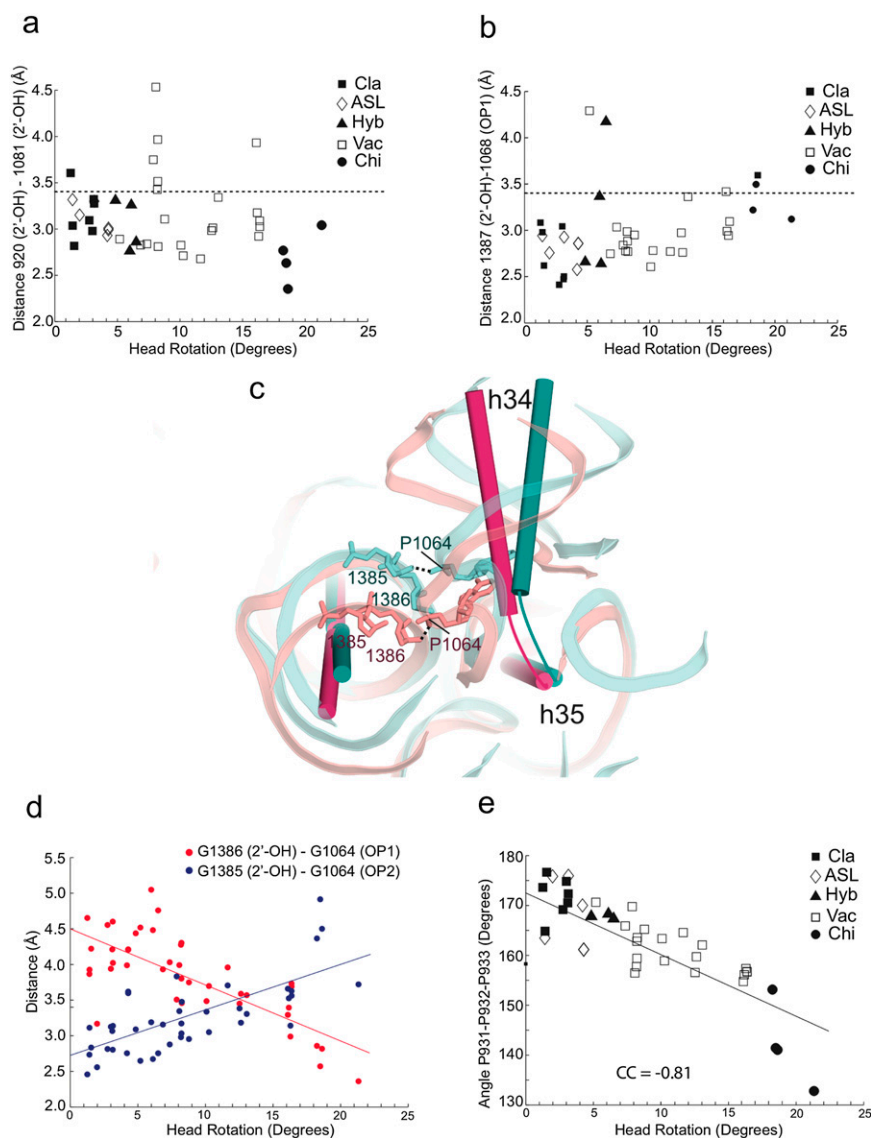 a
Distance 920 (2'-OH) - 1081 (2'-OH) (Å)
4.5
4.0
3.5
3.0
2.5
2.0
0 5 10 15 20 25
Head Rotation (Degrees)
Cla
ASL
Hyb
Vac
Chi
b
Distance 1387 (2'-OH)-1068 (OP1) (Å)
4.5
4.0
3.5
3.0
2.5
2.0
0 5 10 15 20 25
Head Rotation (Degrees)
Cla
ASL
Hyb
Vac
Chi
c
h34
P1064
1385
1386
P1064
1385
1386
h35
d
G1386 (2'-OH) - G1064 (OP1)
G1385 (2'-OH) - G1064 (OP2)
Distance (Å)
5.5
5.0
4.5
4.0
3.5
3.0
2.5
2.0
0 5 10 15 20
Head Rotation (Degrees)
e
Angle P931-P932-P933 (Degrees)
180
170
160
150
140
130
0 5 10 15 20
Head Rotation (Degrees)
Cla
ASL
Hyb
Vac
Chi
CC = -0.81